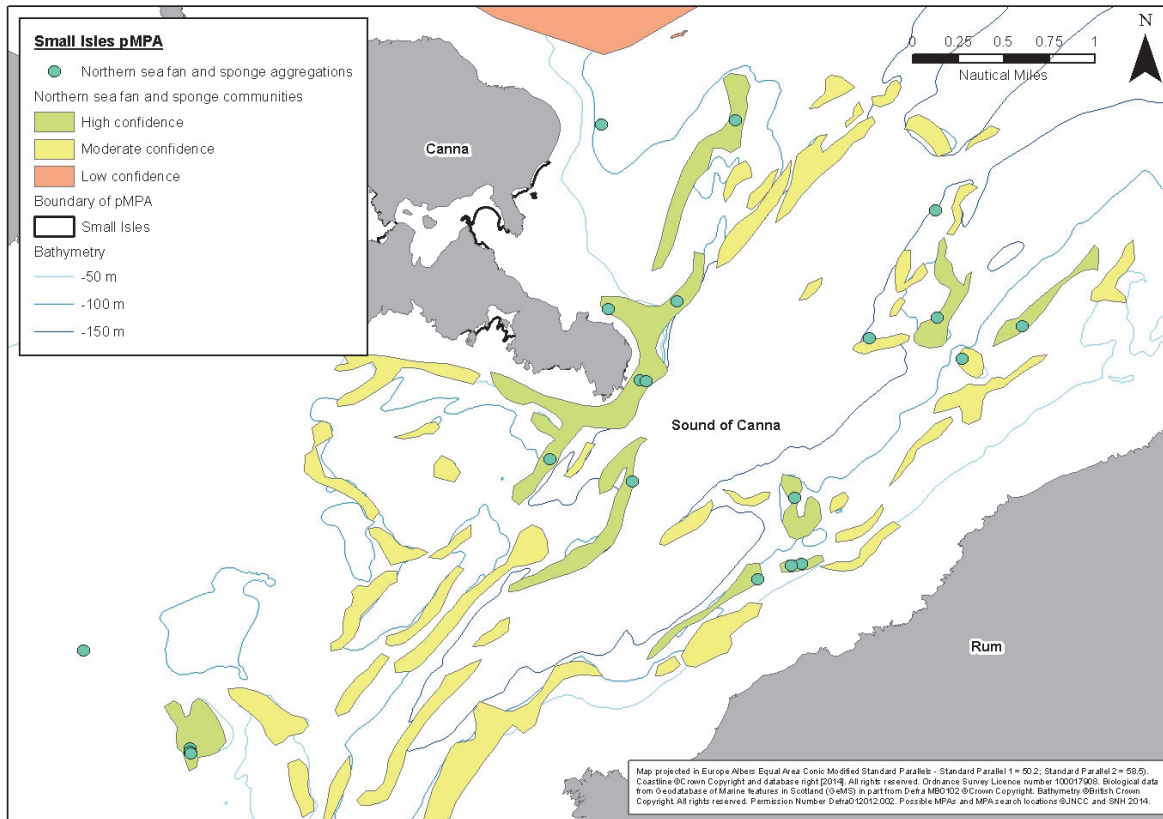 Small Isles pMPA
Northern sea fan and sponge aggregations
Northern sea fan and sponge communities
High confidence
Moderate confidence
Low confidence
Boundary of pMPA
Small Isles
Bathymetry
-50 m
-100 m
-150 m
N
0 0.25 0.5 0.75 1
Nautical Miles
Canna
Sound of Canna
Rum
Map projected in Europe Albers Equal Area Conic Modified Standard Parallels - Standard Parallel 1 = 50.2; Standard Parallel 2 = 58.5).
Coastline ©Crown Copyright and database right [2014]. All rights reserved. Ordnance Survey Licence number 100017908. Biological data
from Geodatabase of Marine features in Scotland (GeMS) in part from Defra MB0102 ©Crown Copyright. Bathymetry ©British Crown
Copyright. All rights reserved. Permission Number Defra012012.002. Possible MPAs and MPA search locations ©JNCC and SNH 2014.